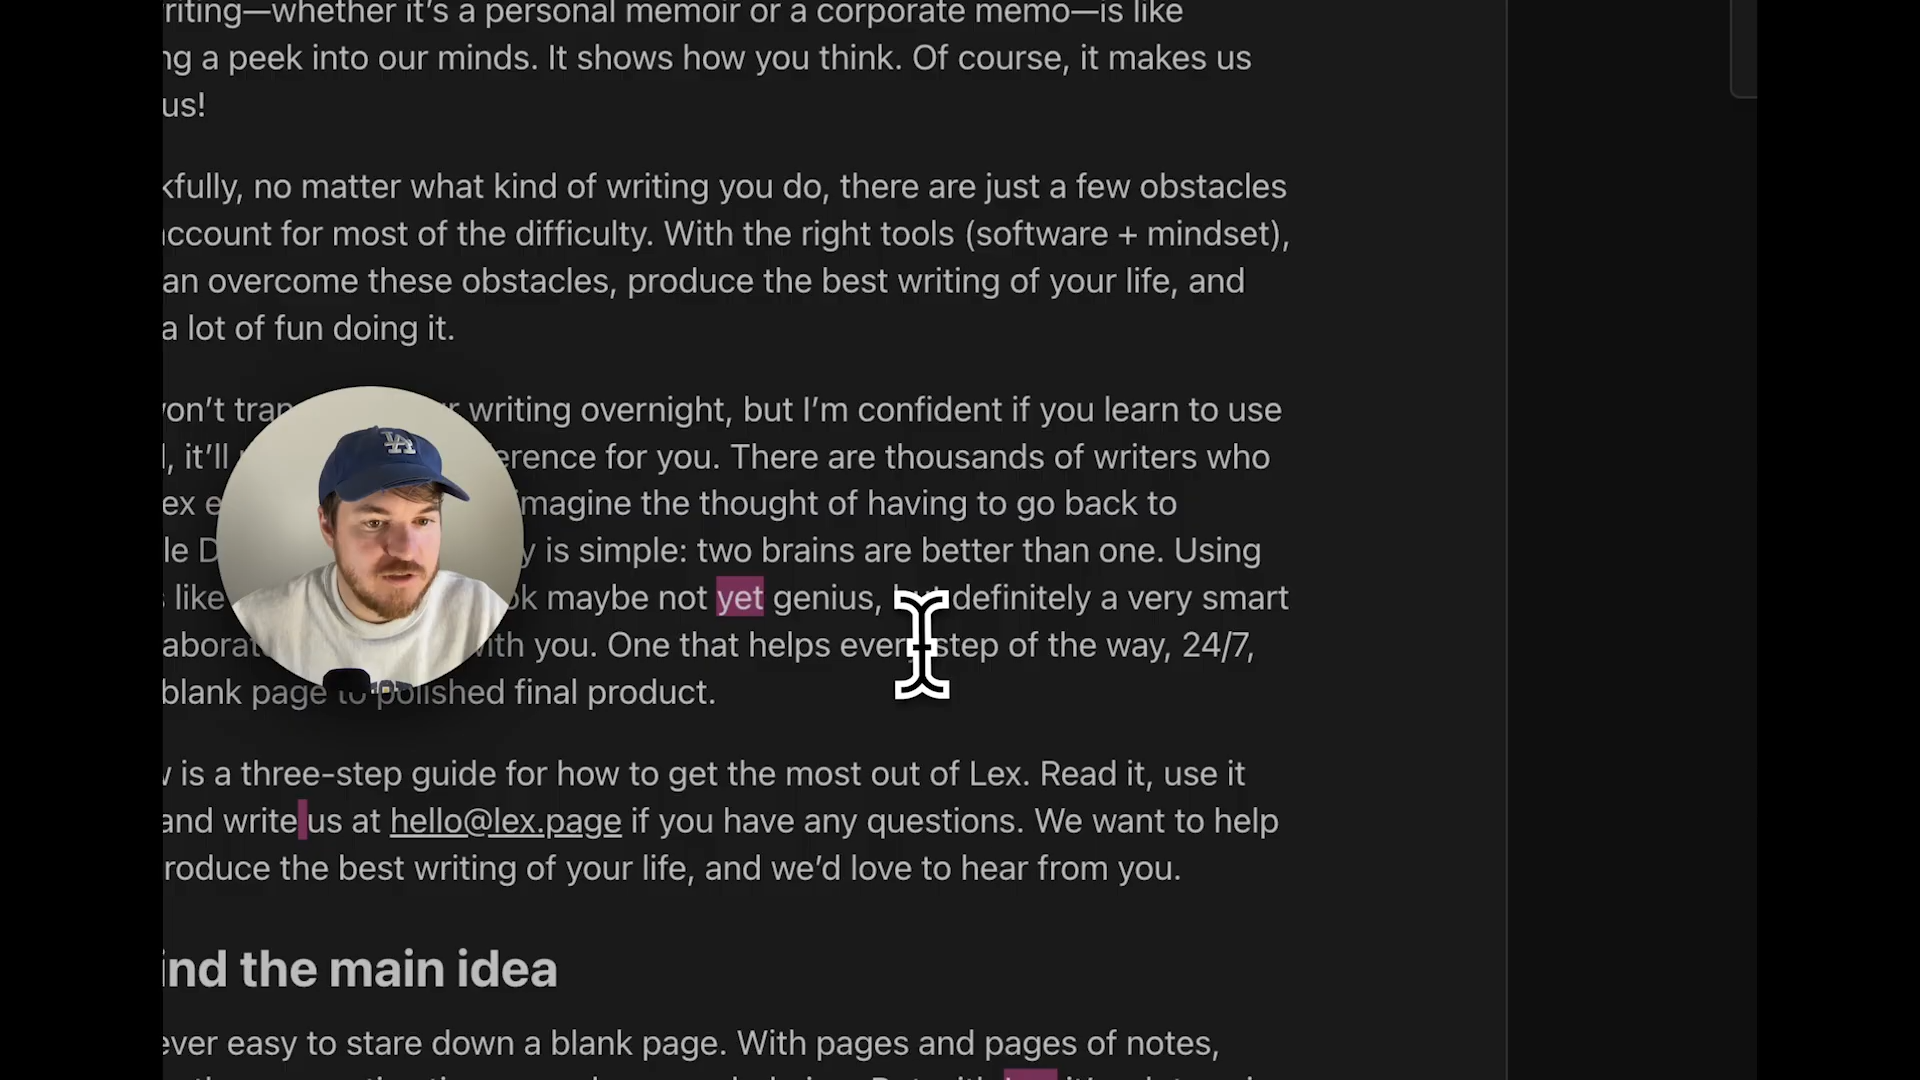 riting—whether it’s a personal memoir or a corporate memo—is like
ng a peek into our minds. It shows how you think. Of course, it makes us
us!
kfully, no matter what kind of writing you do, there are just a few obstacles
account for most of the difficulty. With the right tools (software + mindset),
an overcome these obstacles, produce the best writing of your life, and
a lot of fun doing it.
on’t tran writing overnight, but I’m confident if you learn to use
, it’ll erence for you. There are thousands of writers who
ex e imagine the thought of having to go back to
le D y is simple: two brains are better than one. Using
like ok maybe not yet genius, but definitely a very smart
aborat ith you. One that helps every step of the way, 24/7,
blank page to polished final product.
w is a three-step guide for how to get the most out of Lex. Read it, use it
and write us at hello@lex.page if you have any questions. We want to help
roduce the best writing of your life, and we’d love to hear from you.
ind the main idea
ever easy to stare down a blank page. With pages and pages of notes,
LA